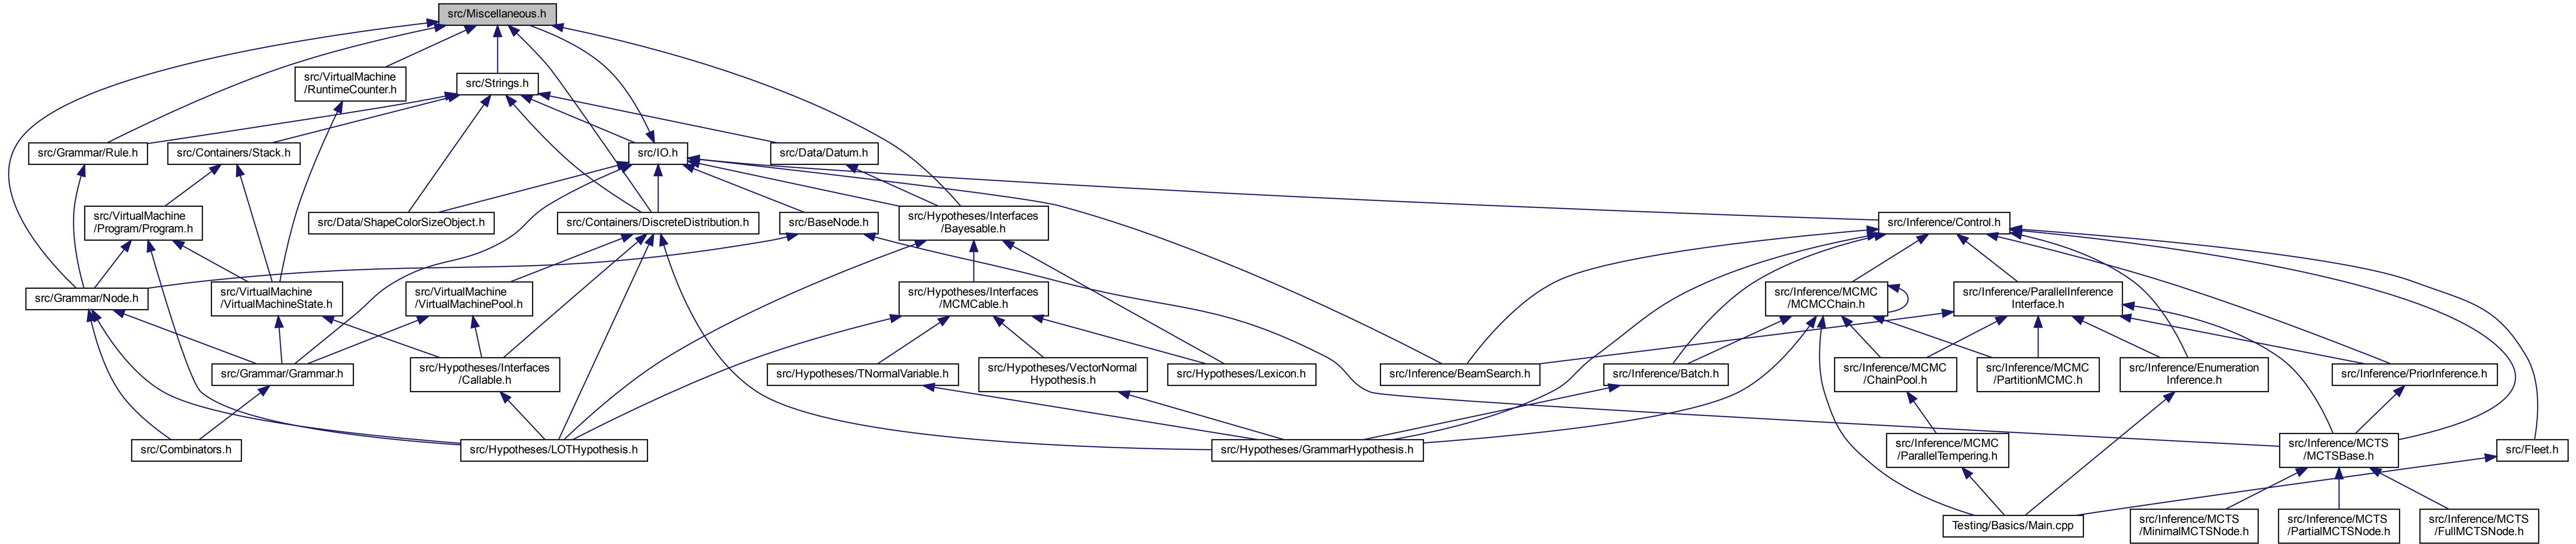 src/Miscellaneous.h
src/VirtualMachine
/RuntimeCounter.h
src/Strings.h
src/Grammar/Rule.h
src/Containers/Stack.h
src/IO.h
src/Data/Datum.h
src/VirtualMachine
/Program/Program.h
src/Data/ShapeColorSizeObject.h
src/Containers/DiscreteDistribution.h
src/BaseNode.h
src/Hypotheses/Interfaces
/Bayesable.h
src/Inference/Control.h
src/Grammar/Node.h
src/VirtualMachine
/VirtualMachineState.h
src/VirtualMachine
/VirtualMachinePool.h
src/Hypotheses/Interfaces
/MCMCable.h
src/Inference/MCMC
/MCMCChain.h
src/Inference/ParallelInference
Interface.h
src/Grammar/Grammar.h
src/Hypotheses/Interfaces
/Callable.h
src/Hypotheses/TNormalVariable.h
src/Hypotheses/VectorNormal
Hypothesis.h
src/Hypotheses/Lexicon.h
src/Inference/BeamSearch.h
src/Inference/Batch.h
src/Inference/MCMC
/ChainPool.h
src/Inference/MCMC
/PartitionMCMC.h
src/Inference/Enumeration
Inference.h
src/Inference/PriorInference.h
src/Combinators.h
src/Hypotheses/LOTHypothesis.h
src/Hypotheses/GrammarHypothesis.h
src/Inference/MCMC
/ParallelTempering.h
src/Inference/MCTS
/MCTSBase.h
src/Fleet.h
Testing/Basics/Main.cpp
src/Inference/MCTS
/MinimalMCTSNode.h
src/Inference/MCTS
/PartialMCTSNode.h
src/Inference/MCTS
/FullMCTSNode.h